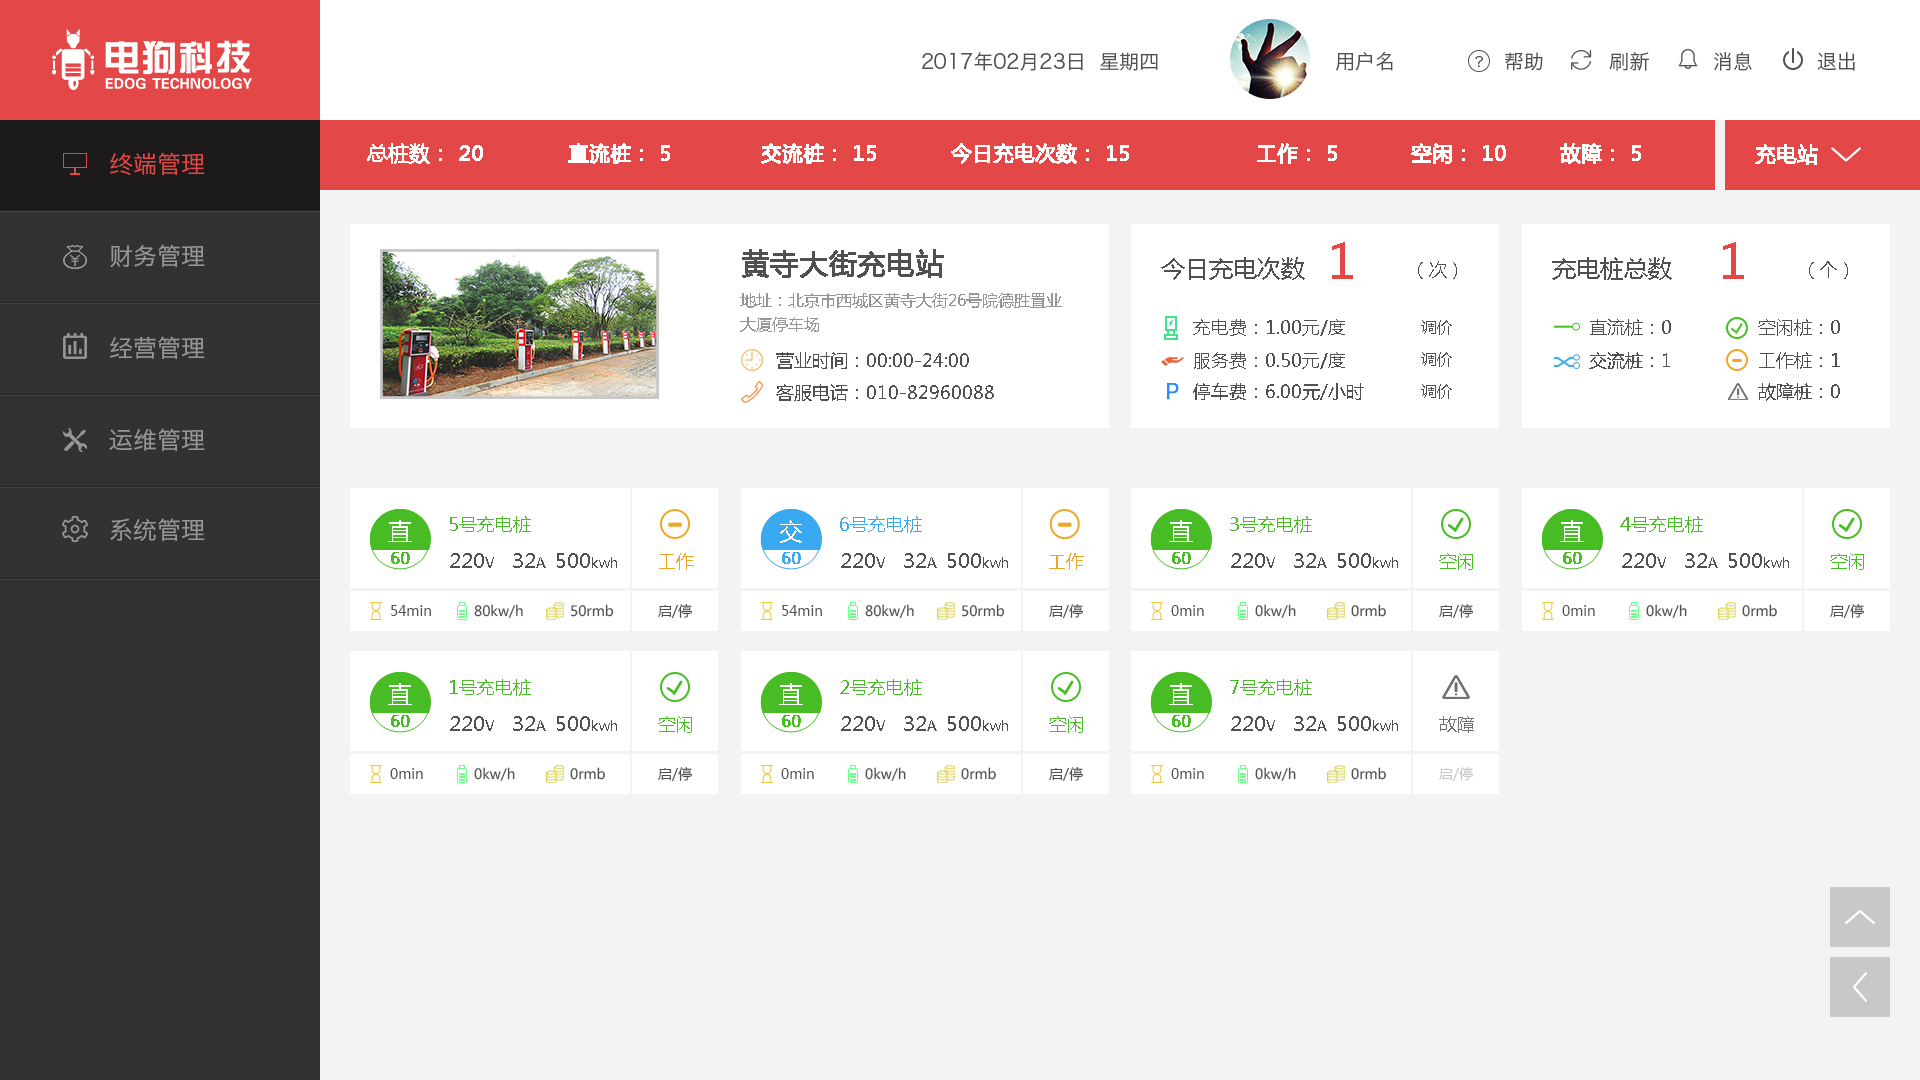 电狗科技
EDOG TECHNOLOGY
2017年02月23日 星期四
用户名
帮助 刷新 消息 退出
终端管理
财务管理
经营管理
运维管理
系统管理
总桩数： 20 直流桩： 5 交流桩： 15 今日充电次数： 15 工作： 5 空闲： 10 故障： 5
充电站
黄寺大街充电站
地址：北京市西城区黄寺大街26号院德胜置业
大厦停车场
营业时间：00:00-24:00
客服电话：010-82960088
今日充电次数 1 （次）
充电费：1.00元/度 调价
服务费：0.50元/度 调价
P 停车费：6.00元/小时 调价
充电桩总数 1 （个）
直流桩：0 空闲桩：0
交流桩：1 工作桩：1
故障桩：0
直 60
5号充电桩
220V 32A 500kwh
工作
54min 80kw/h 50rmb 启/停
交 60
6号充电桩
220V 32A 500kwh
工作
54min 80kw/h 50rmb 启/停
直 60
3号充电桩
220V 32A 500kwh
空闲
0min 0kw/h 0rmb 启/停
直 60
4号充电桩
220V 32A 500kwh
空闲
0min 0kw/h 0rmb 启/停
直 60
1号充电桩
220V 32A 500kwh
空闲
0min 0kw/h 0rmb 启/停
直 60
2号充电桩
220V 32A 500kwh
空闲
0min 0kw/h 0rmb 启/停
直 60
7号充电桩
220V 32A 500kwh
故障
0min 0kw/h 0rmb 启/停